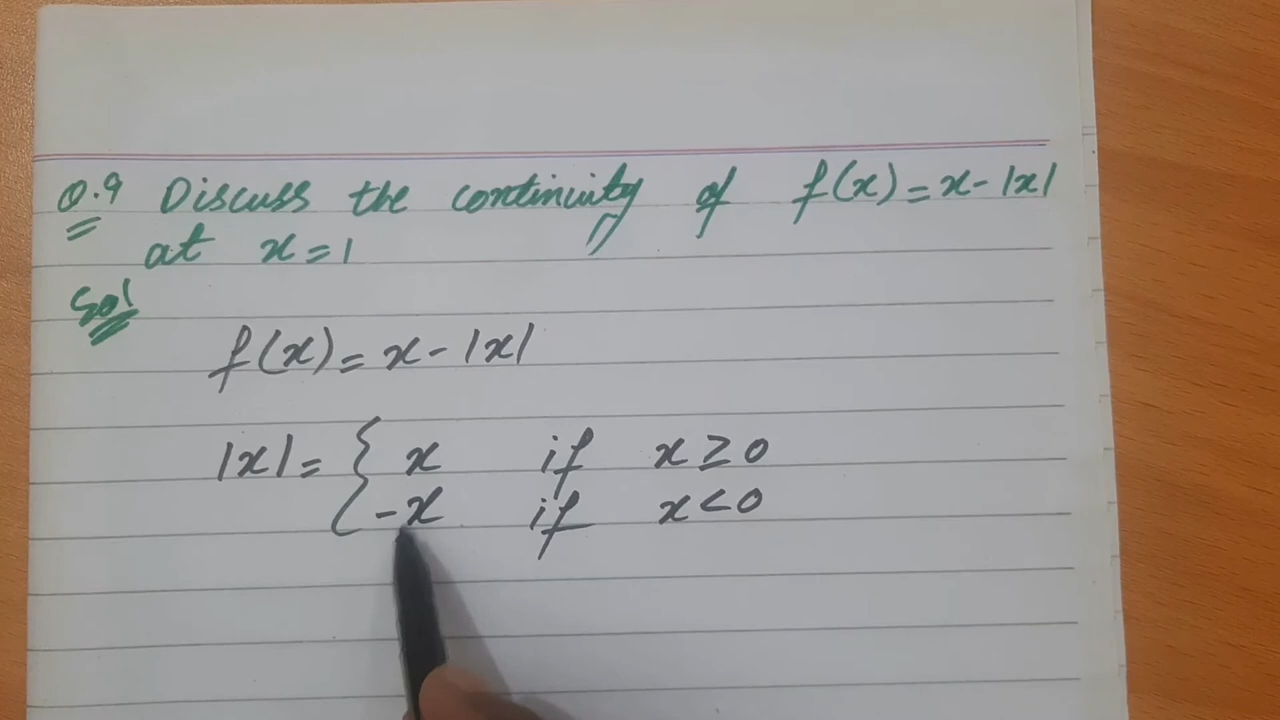 Q.9 Discuss the continuity of f(x) = x - |x|
at x = 1
Sol
f(x) = x - |x|
|x| = { x if x ≥ 0
-x if x < 0